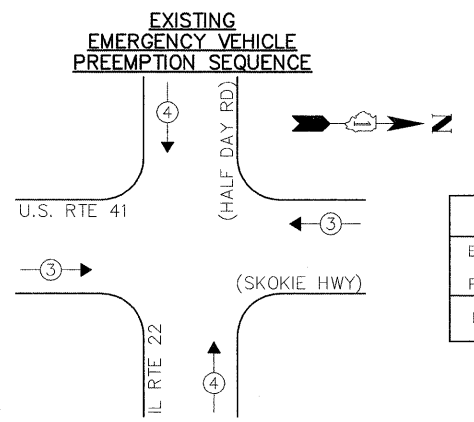 EXISTING
EMERGENCY VEHICLE
PREEMPTION SEQUENCE
4
(HALF DAY RD)
N
U.S. RTE 41
3
3
(SKOKIE HWY)
IL RTE 22
4